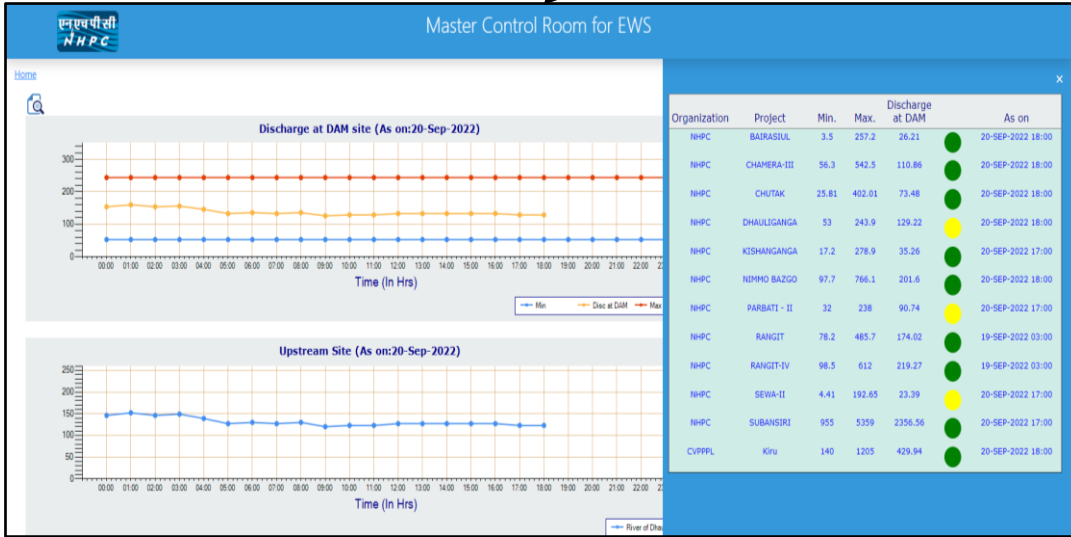 एनएचपीसी
NHPC
Master Control Room for EWS
Home
x
Discharge at DAM site (As on:20-Sep-2022)
300
200
100
0
00:00 01:00 02:00 03:00 04:00 05:00 06:00 07:00 08:00 09:00 10:00 11:00 12:00 13:00 14:00 15:00 16:00 17:00 18:00 19:00 20:00 21:00 22:00
Time (In Hrs)
Min Disc at DAM Max
Upstream Site (As on:20-Sep-2022)
250
200
150
100
50
0
00:00 01:00 02:00 03:00 04:00 05:00 06:00 07:00 08:00 09:00 10:00 11:00 12:00 13:00 14:00 15:00 16:00 17:00 18:00 19:00 20:00 21:00 22:00
Time (In Hrs)
River of Dhau
Discharge
Organization Project Min. Max. at DAM As on
NHPC BAIRASIUL 3.5 257.2 26.21 20-SEP-2022 18:00
NHPC CHAMERA-III 56.3 542.5 110.86 20-SEP-2022 18:00
NHPC CHUTAK 25.81 402.01 73.48 20-SEP-2022 18:00
NHPC DHAULIGANGA 53 243.9 129.22 20-SEP-2022 18:00
NHPC KISHANGANGA 17.2 278.9 35.26 20-SEP-2022 17:00
NHPC NIMMO BAZGO 97.7 766.1 201.6 20-SEP-2022 18:00
NHPC PARBATI - II 32 238 90.74 20-SEP-2022 17:00
NHPC RANGIT 78.2 485.7 174.02 19-SEP-2022 03:00
NHPC RANGIT-IV 98.5 612 219.27 19-SEP-2022 03:00
NHPC SEWA-II 4.41 192.65 23.39 20-SEP-2022 17:00
NHPC SUBANSIRI 955 5359 2356.56 20-SEP-2022 17:00
CVPPPL Kiru 140 1205 429.94 20-SEP-2022 18:00